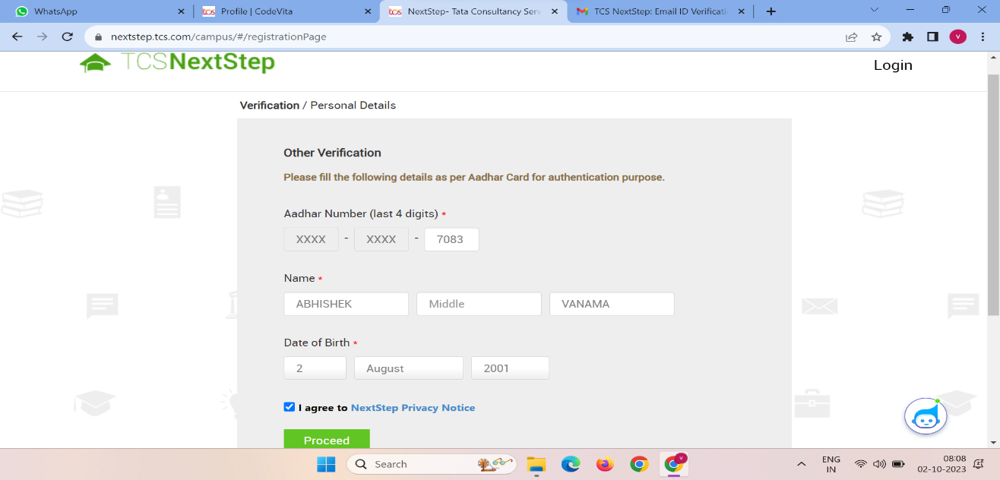 WhatsApp
Profile | CodeVita
NextStep- Tata Consultancy Serv
TCS NextStep: Email ID Verificati
nextstep.tcs.com/campus/#/registrationPage
V
TCSNextStep
Login
Verification / Personal Details
Other Verification
Please fill the following details as per Aadhar Card for authentication purpose.
Aadhar Number (last 4 digits) *
XXXX - XXXX - 7083
Name *
ABHISHEK Middle VANAMA
Date of Birth *
2 August 2001
I agree to NextStep Privacy Notice
Proceed
Search
ENG
IN
08:08
02-10-2023